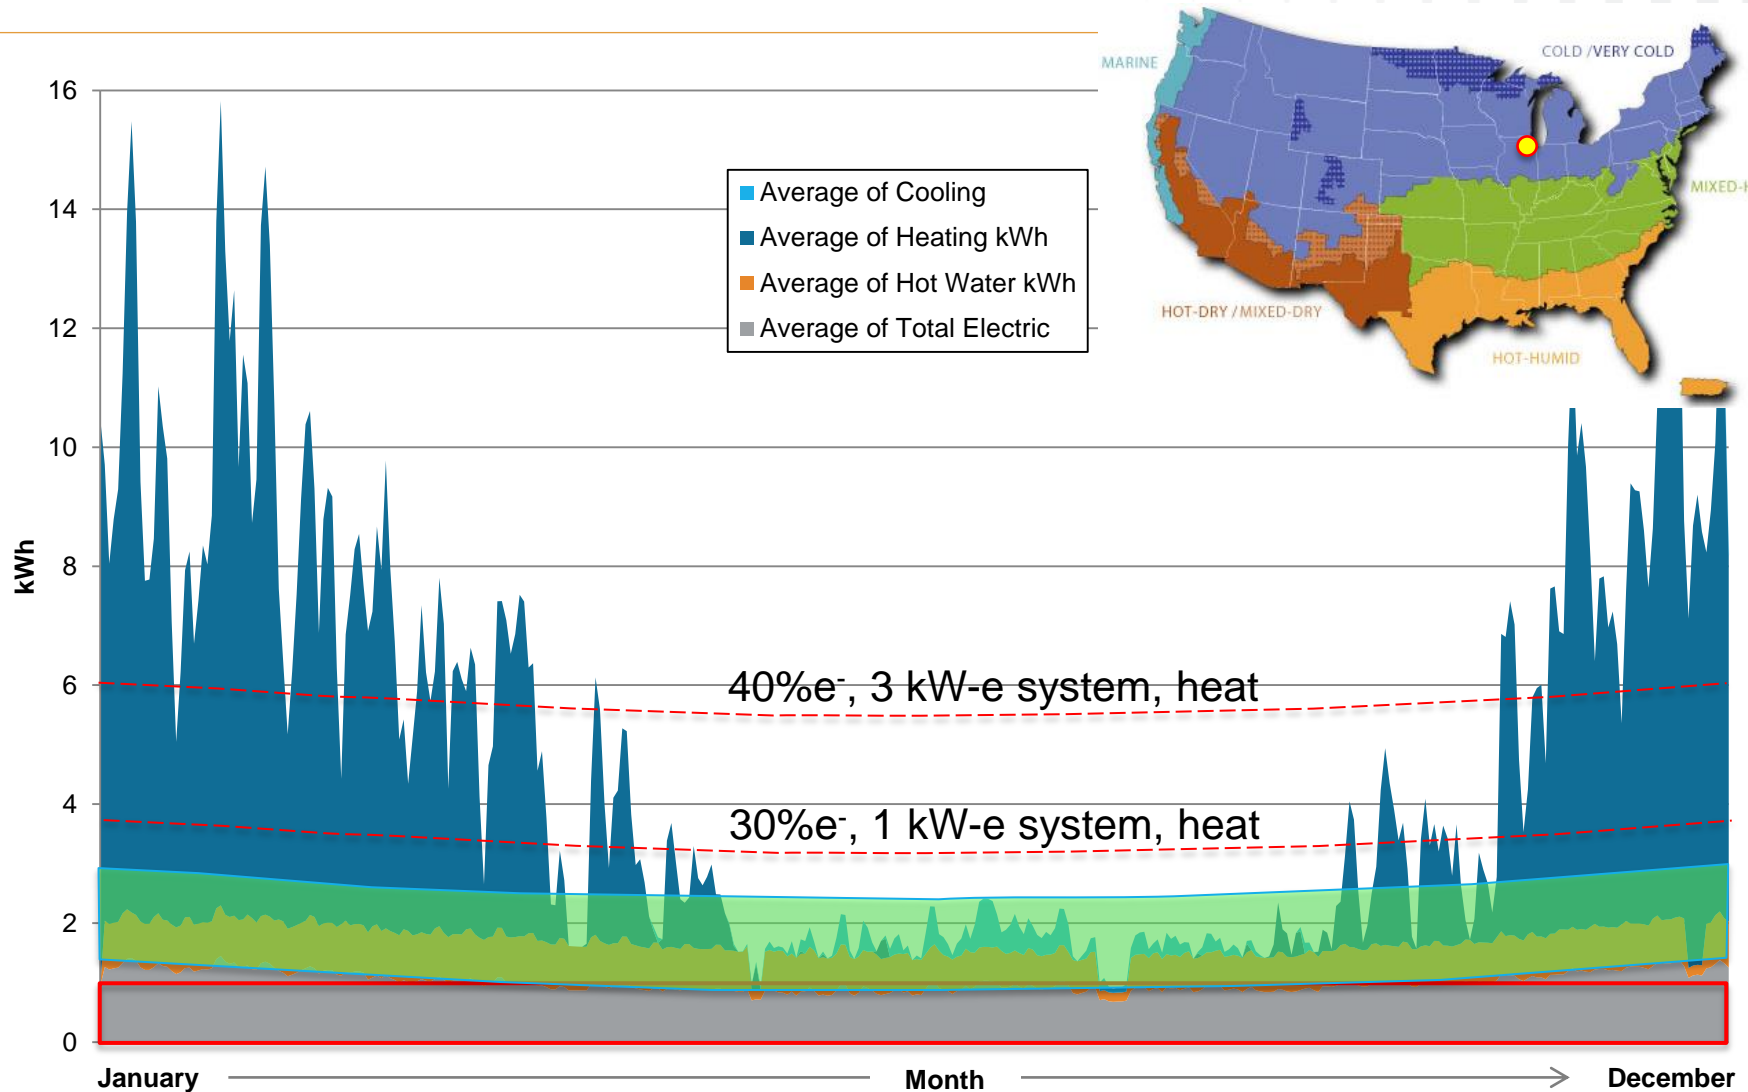 MARINE
COLD / VERY COLD
MIXED-H
HOT-DRY / MIXED-DRY
HOT-HUMID
16
14
12
10
8
6
4
2
0
kWh
Average of Cooling
Average of Heating kWh
Average of Hot Water kWh
Average of Total Electric
40%e⁻, 3 kW-e system, heat
30%e⁻, 1 kW-e system, heat
January
Month
December